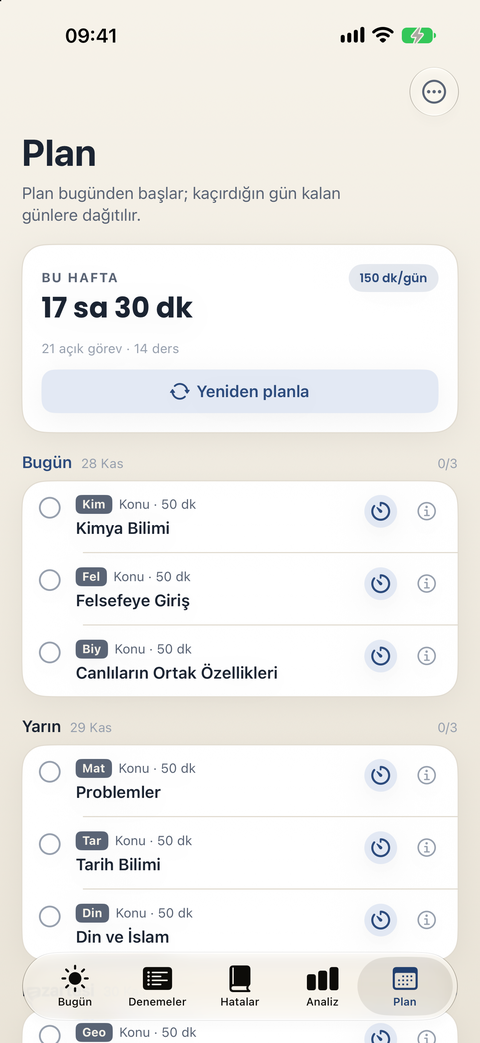 09:41
Plan
Plan bugünden başlar; kaçırdığın gün kalan
günlere dağıtılır.
BU HAFTA
150 dk/gün
17 sa 30 dk
21 açık görev · 14 ders
Yeniden planla
Bugün 28 Kas 0/3
Kim Konu · 50 dk
Kimya Bilimi
Fel Konu · 50 dk
Felsefeye Giriş
Biy Konu · 50 dk
Canlıların Ortak Özellikleri
Yarın 29 Kas 0/3
Mat Konu · 50 dk
Problemler
Tar Konu · 50 dk
Tarih Bilimi
Din Konu · 50 dk
Din ve İslam
Bugün Denemeler Hatalar Analiz Plan
Geo Konu · 50 dk